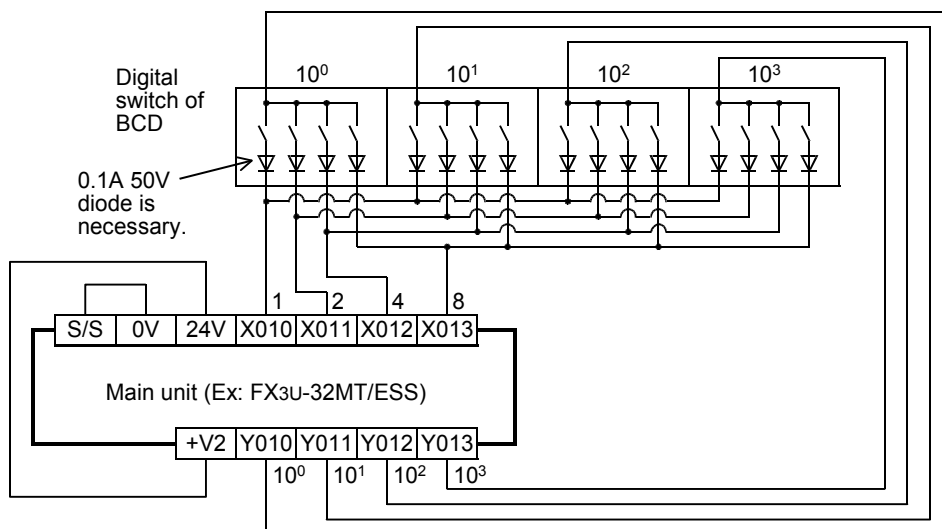 Digital
switch of
BCD
10⁰ 10¹ 10² 10³
0.1A 50V
diode is
necessary.
1 2 4 8
S/S 0V 24V X010 X011 X012 X013
Main unit (Ex: FX3U-32MT/ESS)
+V2 Y010 Y011 Y012 Y013
10⁰ 10¹ 10² 10³